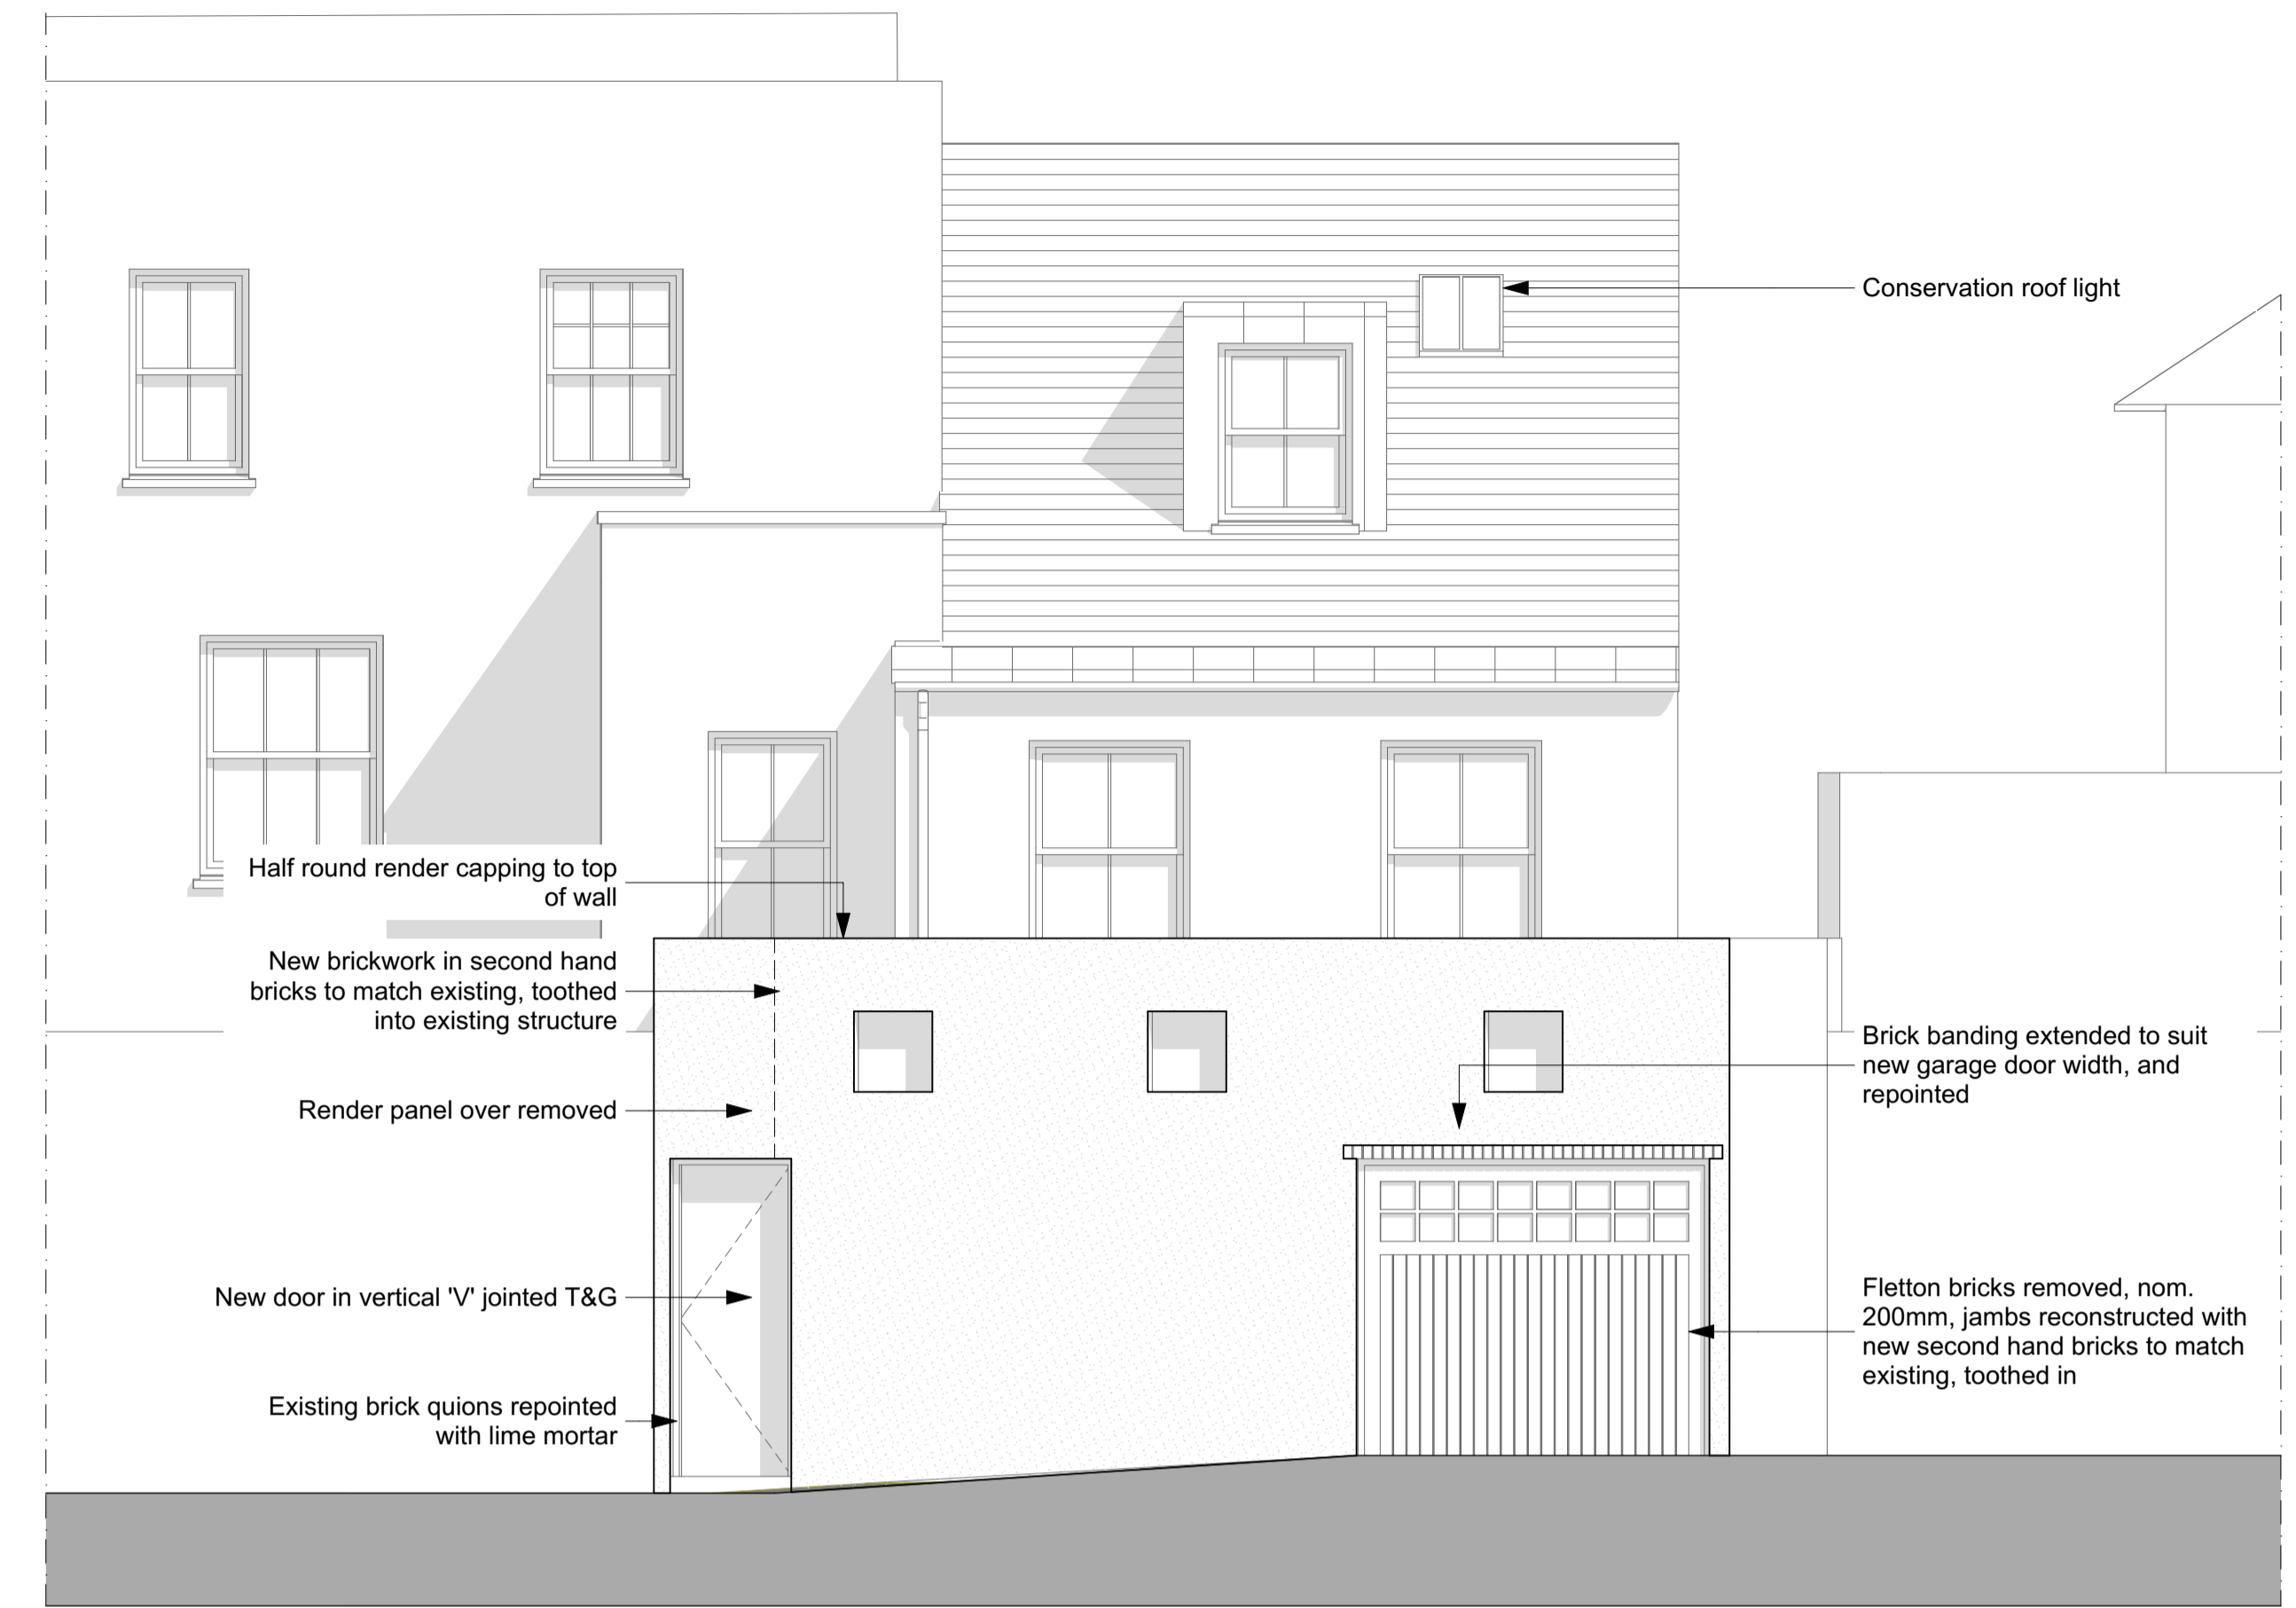 Conservation roof light
Half round render capping to top
of wall
New brickwork in second hand
bricks to match existing, toothed
into existing structure
Render panel over removed
New door in vertical 'V' jointed T&G
Existing brick quions repointed
with lime mortar
Brick banding extended to suit
new garage door width, and
repointed
Fletton bricks removed, nom.
200mm, jambs reconstructed with
new second hand bricks to match
existing, toothed in